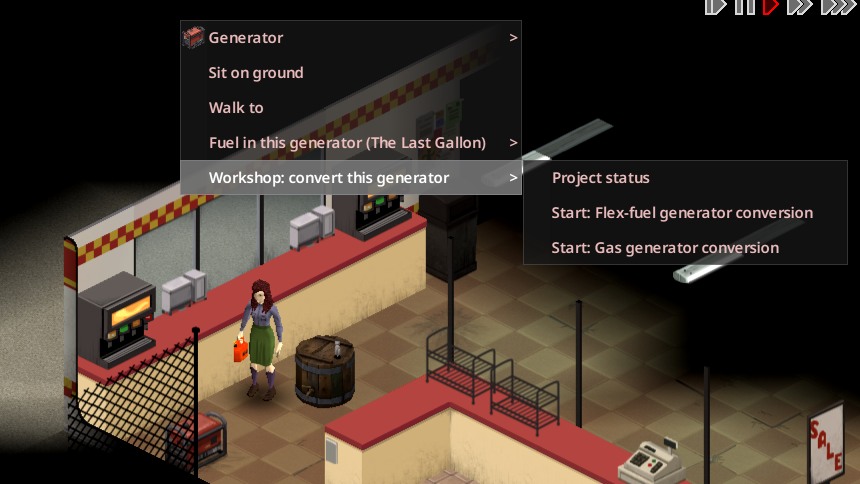 Generator >
Sit on ground
Walk to
Fuel in this generator (The Last Gallon) >
Workshop: convert this generator >
Project status
Start: Flex-fuel generator conversion
Start: Gas generator conversion
SALE